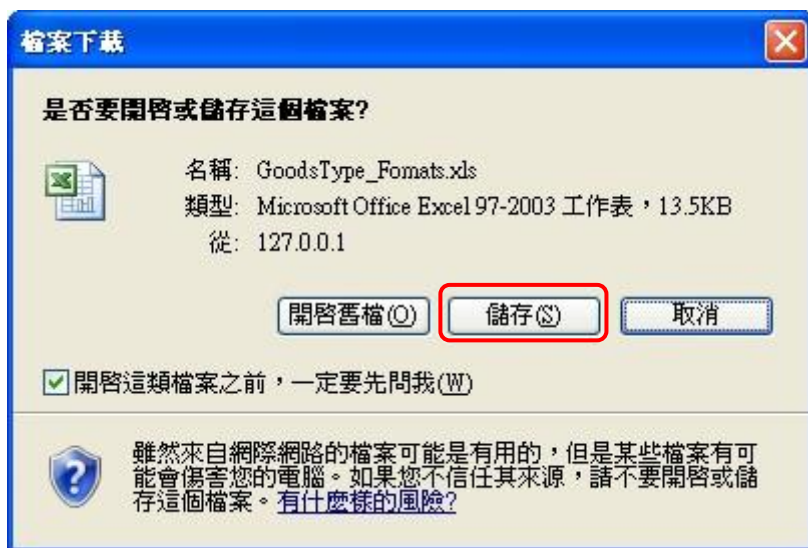 檔案下載
是否要開啟或儲存這個檔案?
名稱: GoodsType_Fomats.xls
類型: Microsoft Office Excel 97-2003 工作表，13.5KB
從: 127.0.0.1
開啟舊檔(O) 儲存(S) 取消
開啟這類檔案之前，一定要先問我(W)
雖然來自網際網路的檔案可能是有用的，但是某些檔案有可
能會傷害您的電腦。如果您不信任其來源，請不要開啟或儲
存這個檔案。有什麼樣的風險?